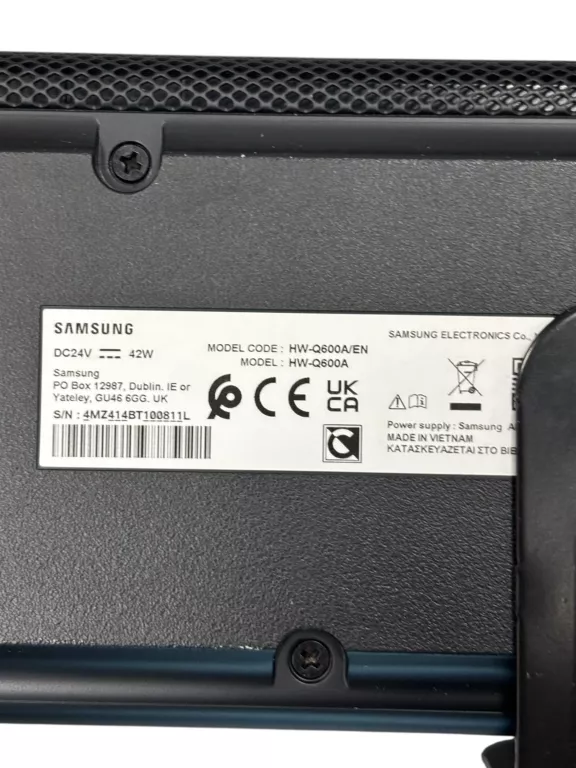 SAMSUNG
DC24V 42W
Samsung
PO Box 12987, Dublin. IE or
Yateley, GU46 6GG. UK
S/N : 4MZ414BT100811L
MODEL CODE : HW-Q600A/EN
MODEL : HW-Q600A
CE
UK
CA
SAMSUNG ELECTRONICS Co.,
Power supply : Samsung
MADE IN VIETNAM
ΚΑΤΑΣΚΕΥΑΖΕΤΑΙ ΣΤΟ ΒΙΕ